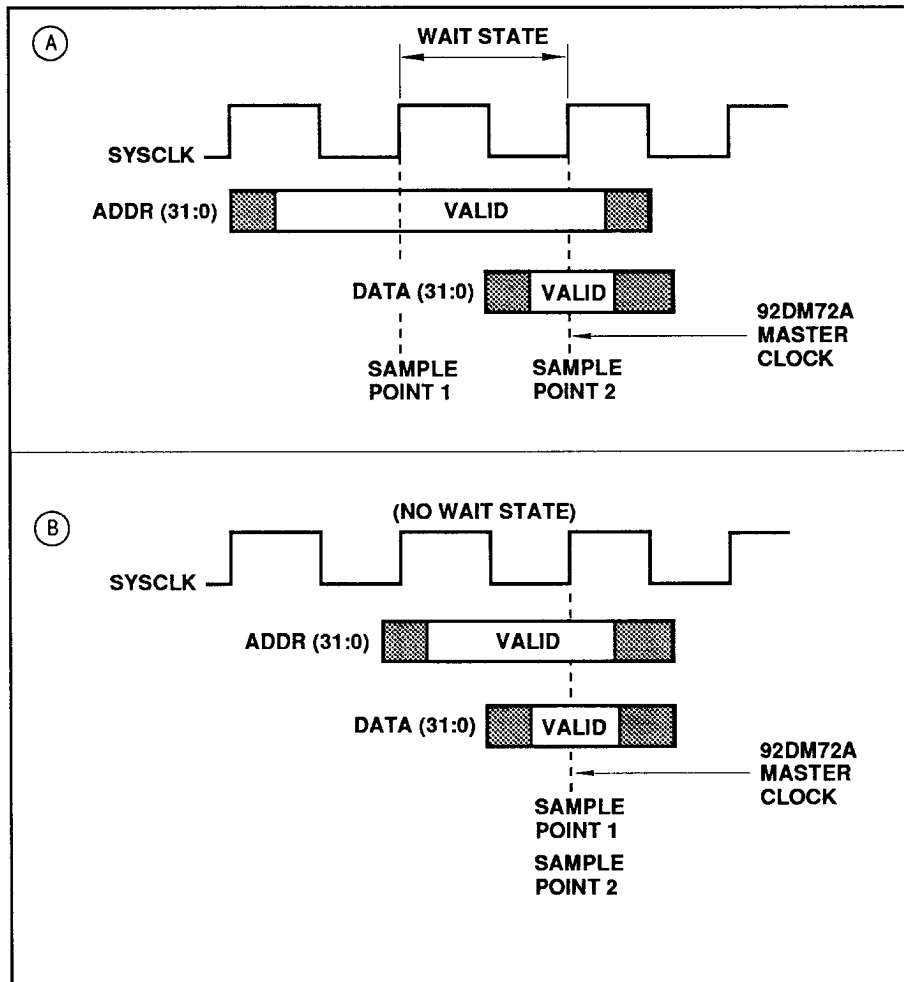 A
WAIT STATE
SYSCLK
ADDR (31:0)
VALID
DATA (31:0)
VALID
92DM72A
MASTER
CLOCK
SAMPLE
POINT 1
SAMPLE
POINT 2
B
(NO WAIT STATE)
SYSCLK
ADDR (31:0)
VALID
DATA (31:0)
VALID
92DM72A
MASTER
CLOCK
SAMPLE
POINT 1
SAMPLE
POINT 2